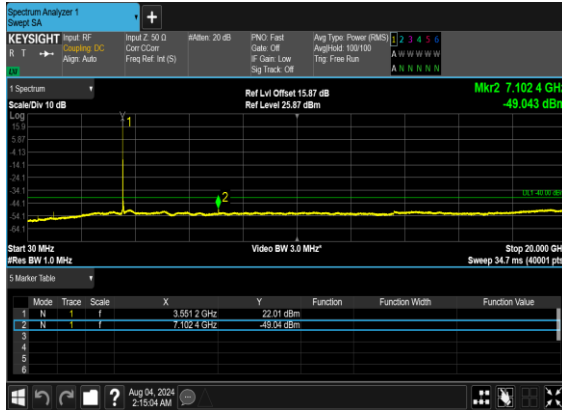 Spectrum Analyzer 1
Swept SA
+
KEYSIGHT Input: RF Input Z: 50 Ω #Atten: 20 dB PNO: Fast Avg Type: Power (RMS) 1 2 3 4 5 6
R T Coupling: DC Corr CCorr Gate: Off Avg|Hold: 100/100 A W W W W W
Align: Auto Freq Ref: Int (S) IF Gain: Low Trig: Free Run
Sig Track: Off A N N N N N
LXI
1 Spectrum Ref Lvl Offset 15.87 dB Mkr2 7.102 4 GHz
Scale/Div 10 dB Ref Level 25.87 dBm -49.043 dBm
Log
15.9
5.87
-4.13
-14.1
-24.1
-34.1
-44.1
-54.1
-64.1
1
2
DL1 -40.00 dBm
Start 30 MHz Video BW 3.0 MHz* Stop 20.000 GHz
#Res BW 1.0 MHz Sweep 34.7 ms (40001 pts)
5 Marker Table
Mode Trace Scale X Y Function Function Width Function Value
1 N 1 f 3.551 2 GHz 22.01 dBm
2 N 1 f 7.102 4 GHz -49.04 dBm
3
4
5
6
? Aug 04, 2024
2:15:04 AM